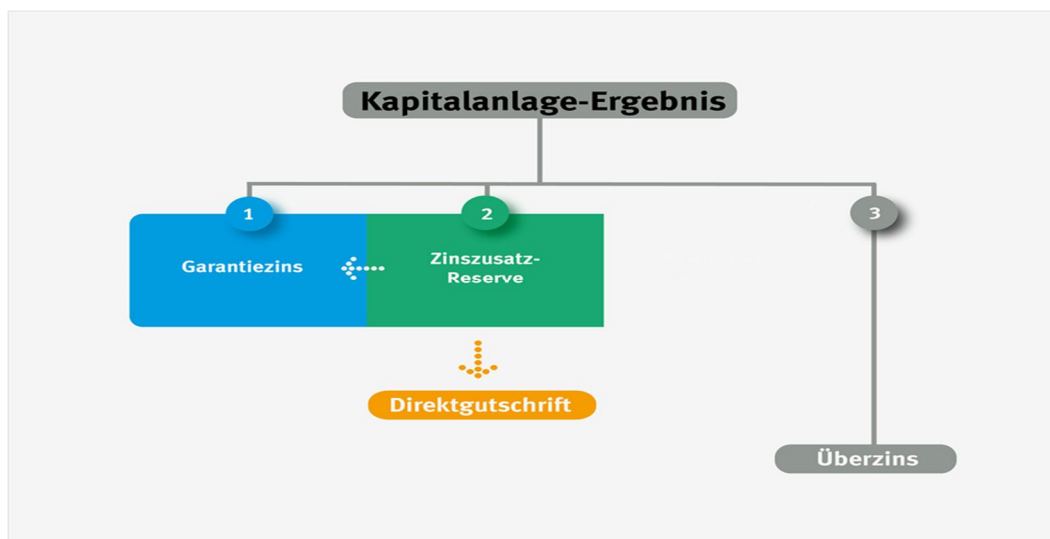 Kapitalanlage-Ergebnis
1
2
3
Garantiezins
Zinszusatz-
Reserve
Direktgutschrift
Überzins